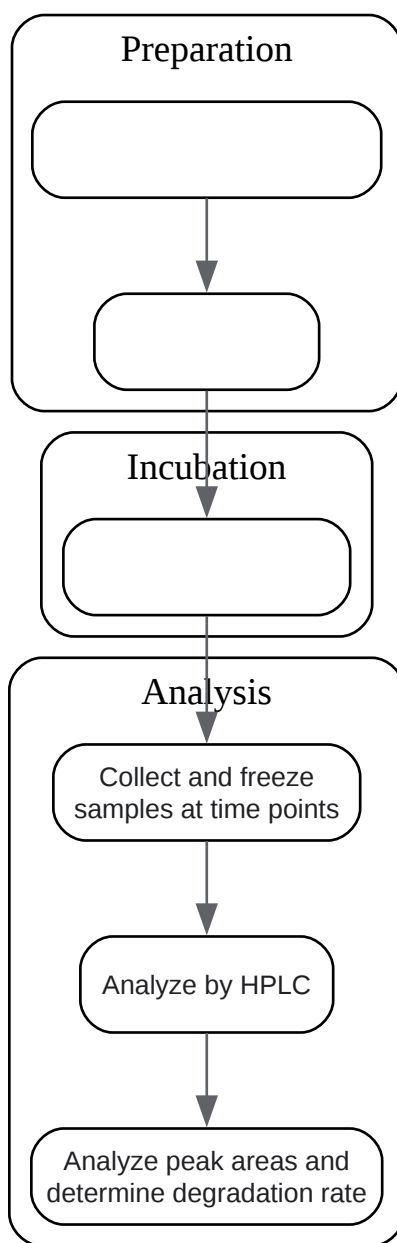 Preparation
Incubation
Analysis
Collect and freeze
samples at time points
Analyze by HPLC
Analyze peak areas and
determine degradation rate